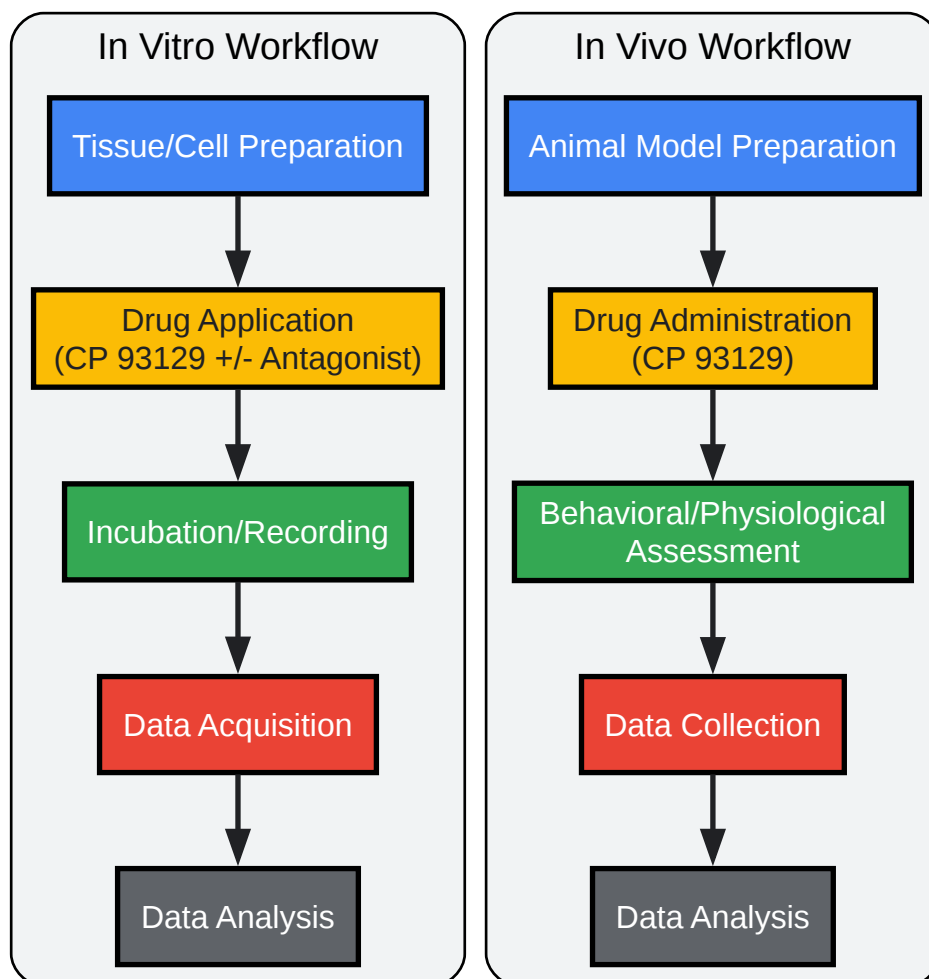 In Vitro Workflow
Tissue/Cell Preparation
Drug Application
(CP 93129 +/- Antagonist)
Incubation/Recording
Data Acquisition
Data Analysis
In Vivo Workflow
Animal Model Preparation
Drug Administration
(CP 93129)
Behavioral/Physiological
Assessment
Data Collection
Data Analysis